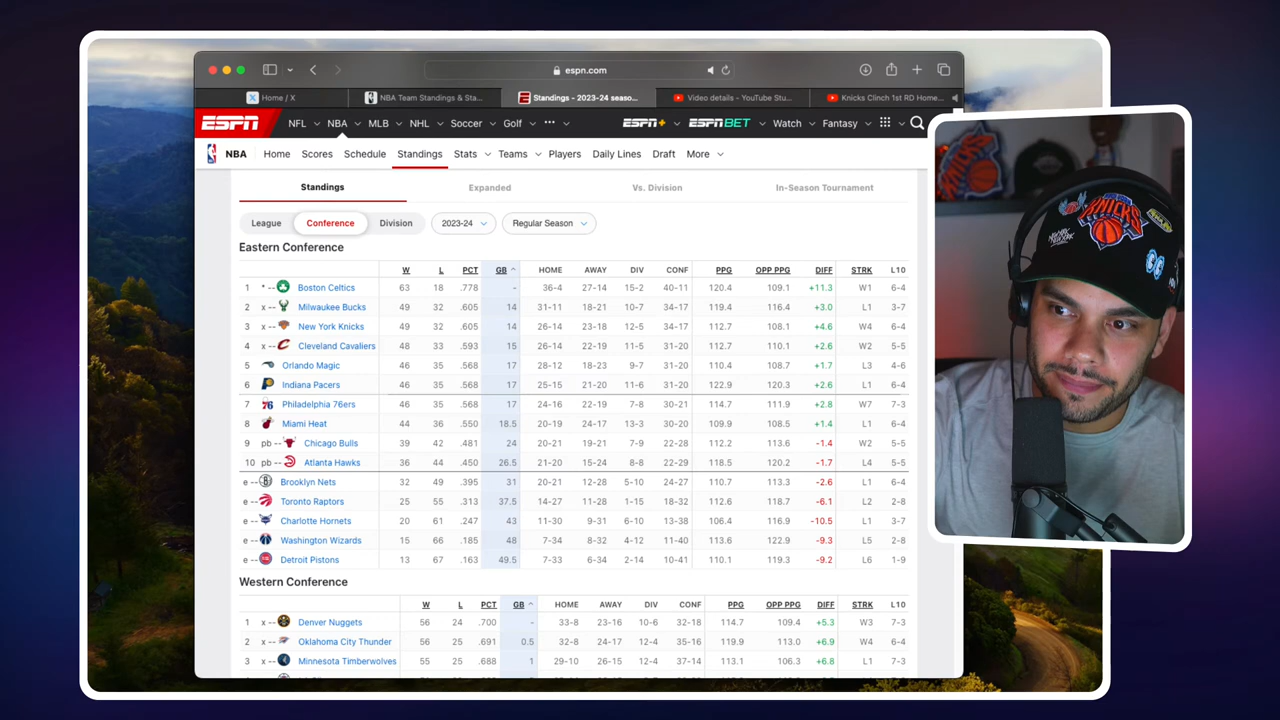 espn.com
Home / X
NBA Team Standings & Sta...
Standings - 2023-24 seaso...
Video details - YouTube Stu...
Knicks Clinch 1st RD Home...
ESPN NFL NBA MLB NHL Soccer Golf ESPN+ ESPN BET Watch Fantasy
NBA Home Scores Schedule Standings Stats Teams Players Daily Lines Draft More
Standings Expanded Vs. Division In-Season Tournament
League Conference Division 2023-24 Regular Season
Eastern Conference
W L PCT GB HOME AWAY DIV CONF PPG OPP PPG DIFF STRK L10
1 * -- Boston Celtics 63 18 .778 - 36-4 27-14 15-2 40-11 120.4 109.1 +11.3 W1 6-4
2 x -- Milwaukee Bucks 49 32 .605 14 31-11 18-21 10-7 34-17 119.4 116.4 +3.0 L1 3-7
3 x -- New York Knicks 49 32 .605 14 26-14 23-18 12-5 34-17 112.7 108.1 +4.6 W4 6-4
4 x -- Cleveland Cavaliers 48 33 .593 15 26-14 22-19 11-5 34-17 112.7 110.1 +2.6 W2 5-5
5 Orlando Magic 46 35 .568 17 28-12 18-23 9-7 31-20 110.4 108.7 +1.7 L3 4-6
6 Indiana Pacers 46 35 .568 17 25-15 21-20 11-6 31-20 122.9 120.3 +2.6 L1 6-4
7 76 Philadelphia 76ers 46 35 .568 17 24-16 22-19 7-8 30-21 114.7 111.9 +2.8 W7 7-3
8 Miami Heat 44 36 .550 18.5 20-19 24-17 13-3 30-20 109.9 108.5 +1.4 L1 6-4
9 pb -- Chicago Bulls 39 42 .481 24 20-21 19-21 7-9 22-28 112.2 113.6 -1.4 W2 5-5
10 pb -- Atlanta Hawks 36 44 .450 26.5 21-20 15-24 8-8 22-29 118.5 120.2 -1.7 L4 5-5
e -- Brooklyn Nets 32 49 .395 31 20-21 12-28 5-10 24-27 110.7 113.3 -2.6 L1 6-4
e -- Toronto Raptors 25 55 .313 37.5 14-27 11-28 1-15 18-32 112.6 118.7 -6.1 L2 2-8
e -- Charlotte Hornets 20 61 .247 43 11-30 9-31 6-10 13-38 106.4 116.9 -10.5 L1 3-7
e -- Washington Wizards 15 66 .185 48 7-34 8-32 4-12 11-40 113.6 122.9 -9.3 L5 2-8
e -- Detroit Pistons 13 67 .163 49.5 7-33 6-34 2-14 10-41 110.1 119.3 -9.2 L6 1-9
Western Conference
W L PCT GB HOME AWAY DIV CONF PPG OPP PPG DIFF STRK L10
1 x -- Denver Nuggets 56 24 .700 - 33-8 23-16 10-6 32-18 114.7 109.4 +5.3 W3 7-3
2 x -- Oklahoma City Thunder 56 25 .691 0.5 32-8 24-17 12-4 35-16 119.9 113.0 +6.9 W4 6-4
3 x -- Minnesota Timberwolves 55 25 .688 1 29-10 26-15 12-4 37-14 113.1 106.3 +6.8 L1 7-3
KNICKS